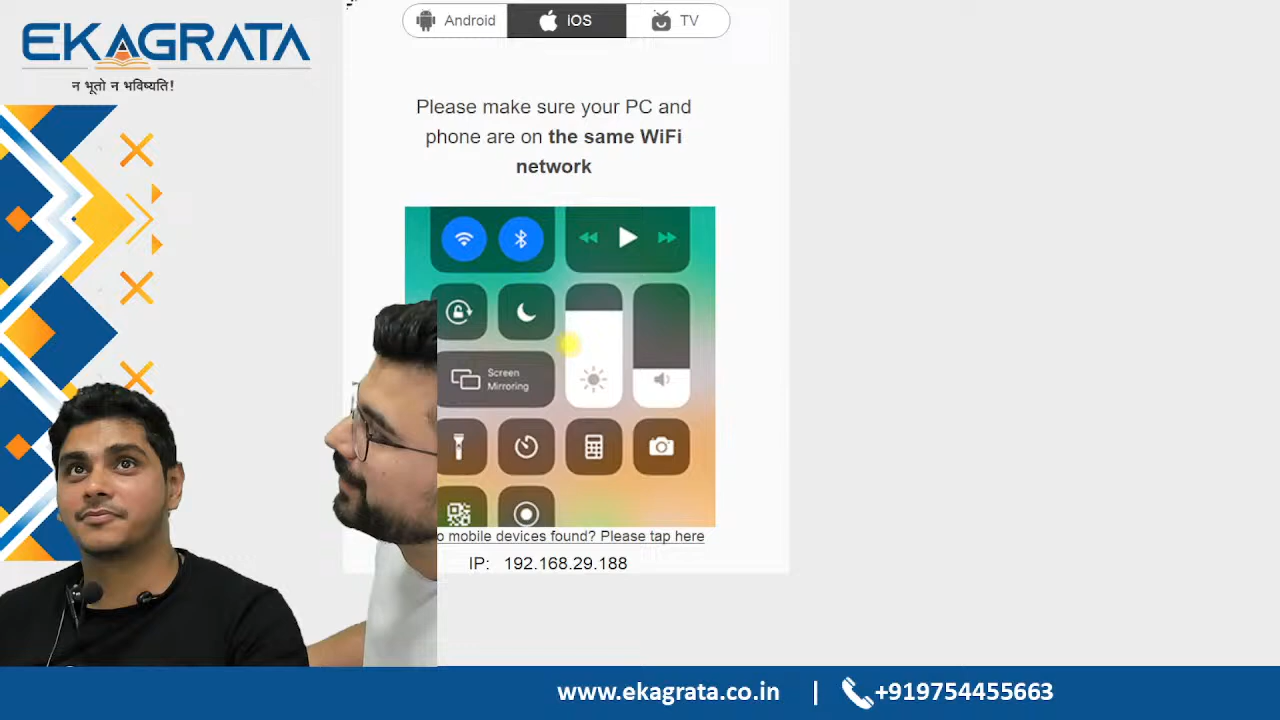 EKAGRATA
न भूतो न भविष्यति!
Android
iOS
TV
Please make sure your PC and
phone are on the same WiFi
network
Screen
Mirroring
o mobile devices found? Please tap here
IP: 192.168.29.188
www.ekagrata.co.in | +919754455663